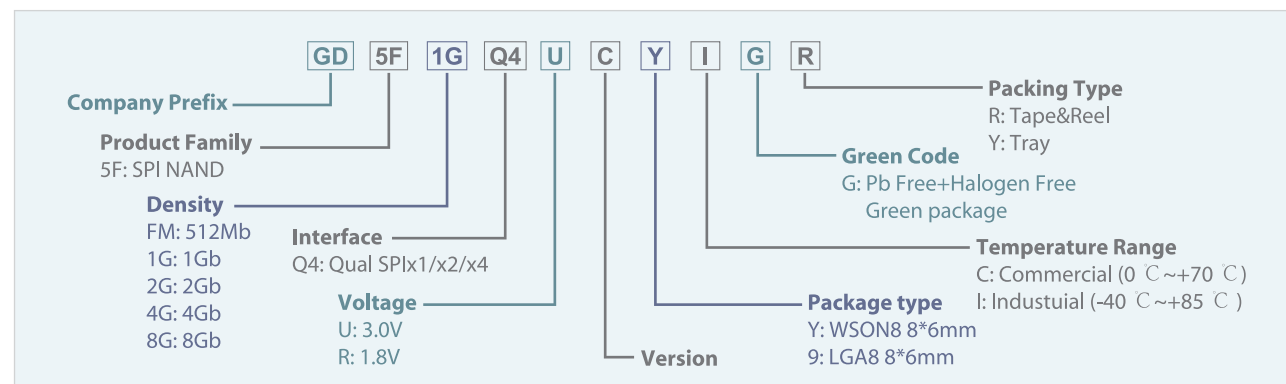 GD 5F 1G Q4 U C Y I G R
Company Prefix
Product Family
5F: SPI NAND
Density
FM: 512Mb
1G: 1Gb
2G: 2Gb
4G: 4Gb
8G: 8Gb
Interface
Q4: Qual SPIx1/x2/x4
Voltage
U: 3.0V
R: 1.8V
Version
Package type
Y: WSON8 8*6mm
9: LGA8 8*6mm
Temperature Range
C: Commercial (0 ℃~+70 ℃)
I: Industuial (-40 ℃~+85 ℃)
Green Code
G: Pb Free+Halogen Free
Green package
Packing Type
R: Tape&Reel
Y: Tray